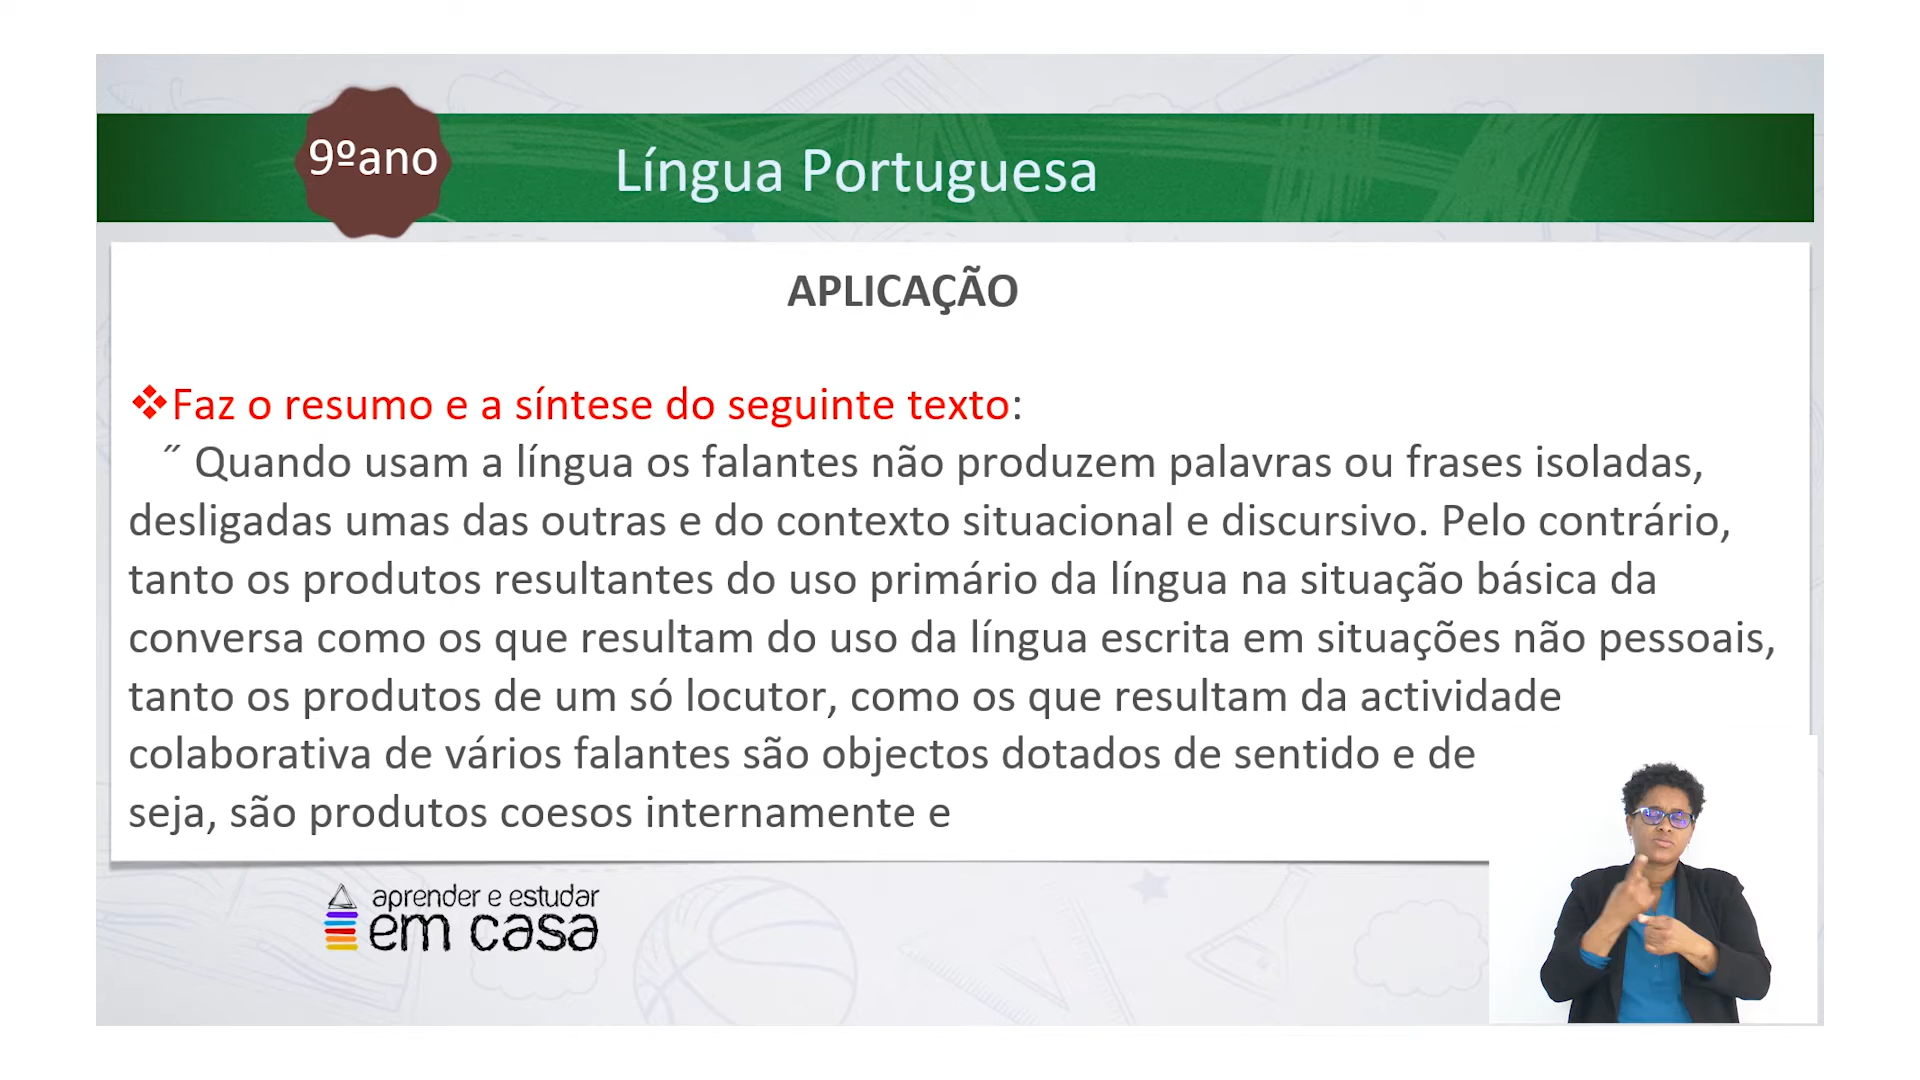 9ºano
Língua Portuguesa
APLICAÇÃO
❖Faz o resumo e a síntese do seguinte texto:
˝ Quando usam a língua os falantes não produzem palavras ou frases isoladas,
desligadas umas das outras e do contexto situacional e discursivo. Pelo contrário,
tanto os produtos resultantes do uso primário da língua na situação básica da
conversa como os que resultam do uso da língua escrita em situações não pessoais,
tanto os produtos de um só locutor, como os que resultam da actividade
colaborativa de vários falantes são objectos dotados de sentido e de
seja, são produtos coesos internamente e
aprender e estudar
em casa